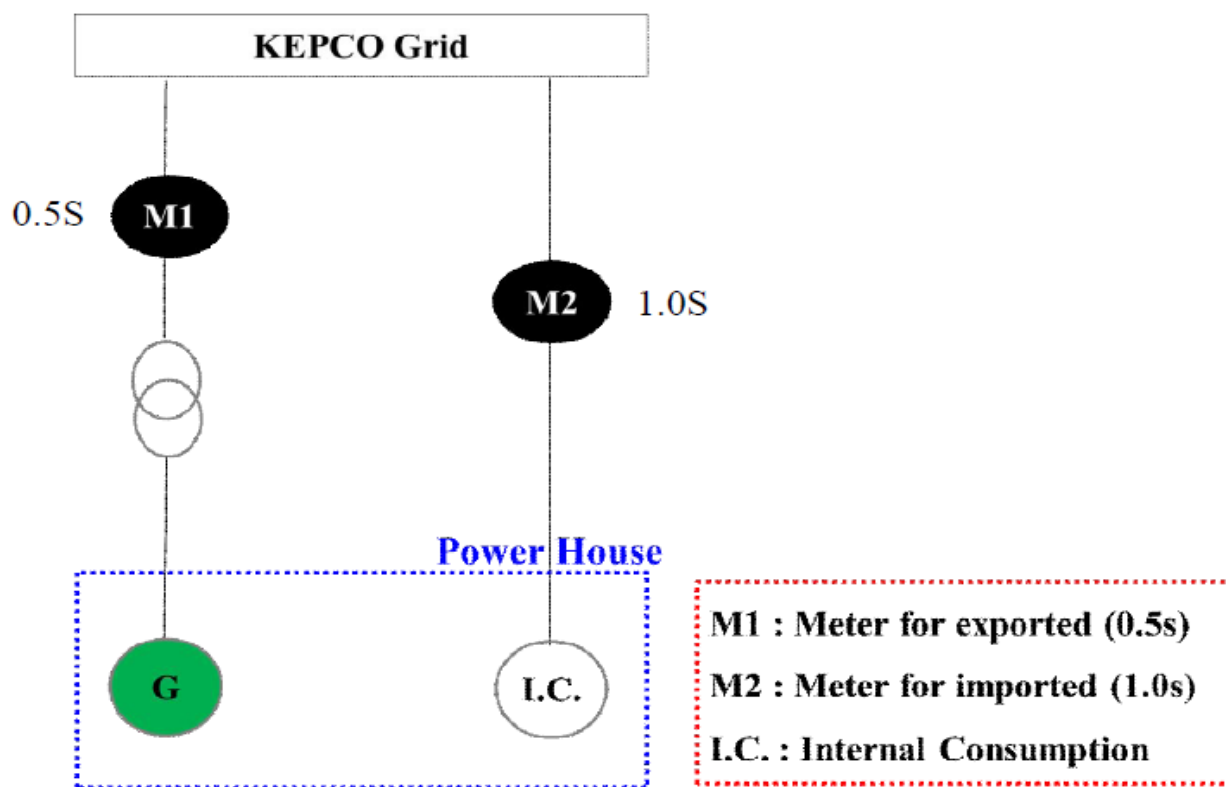 KEPCO Grid
0.5S
M1
M2
1.0S
Power House
G
I.C.
M1 : Meter for exported (0.5s)
M2 : Meter for imported (1.0s)
I.C. : Internal Consumption